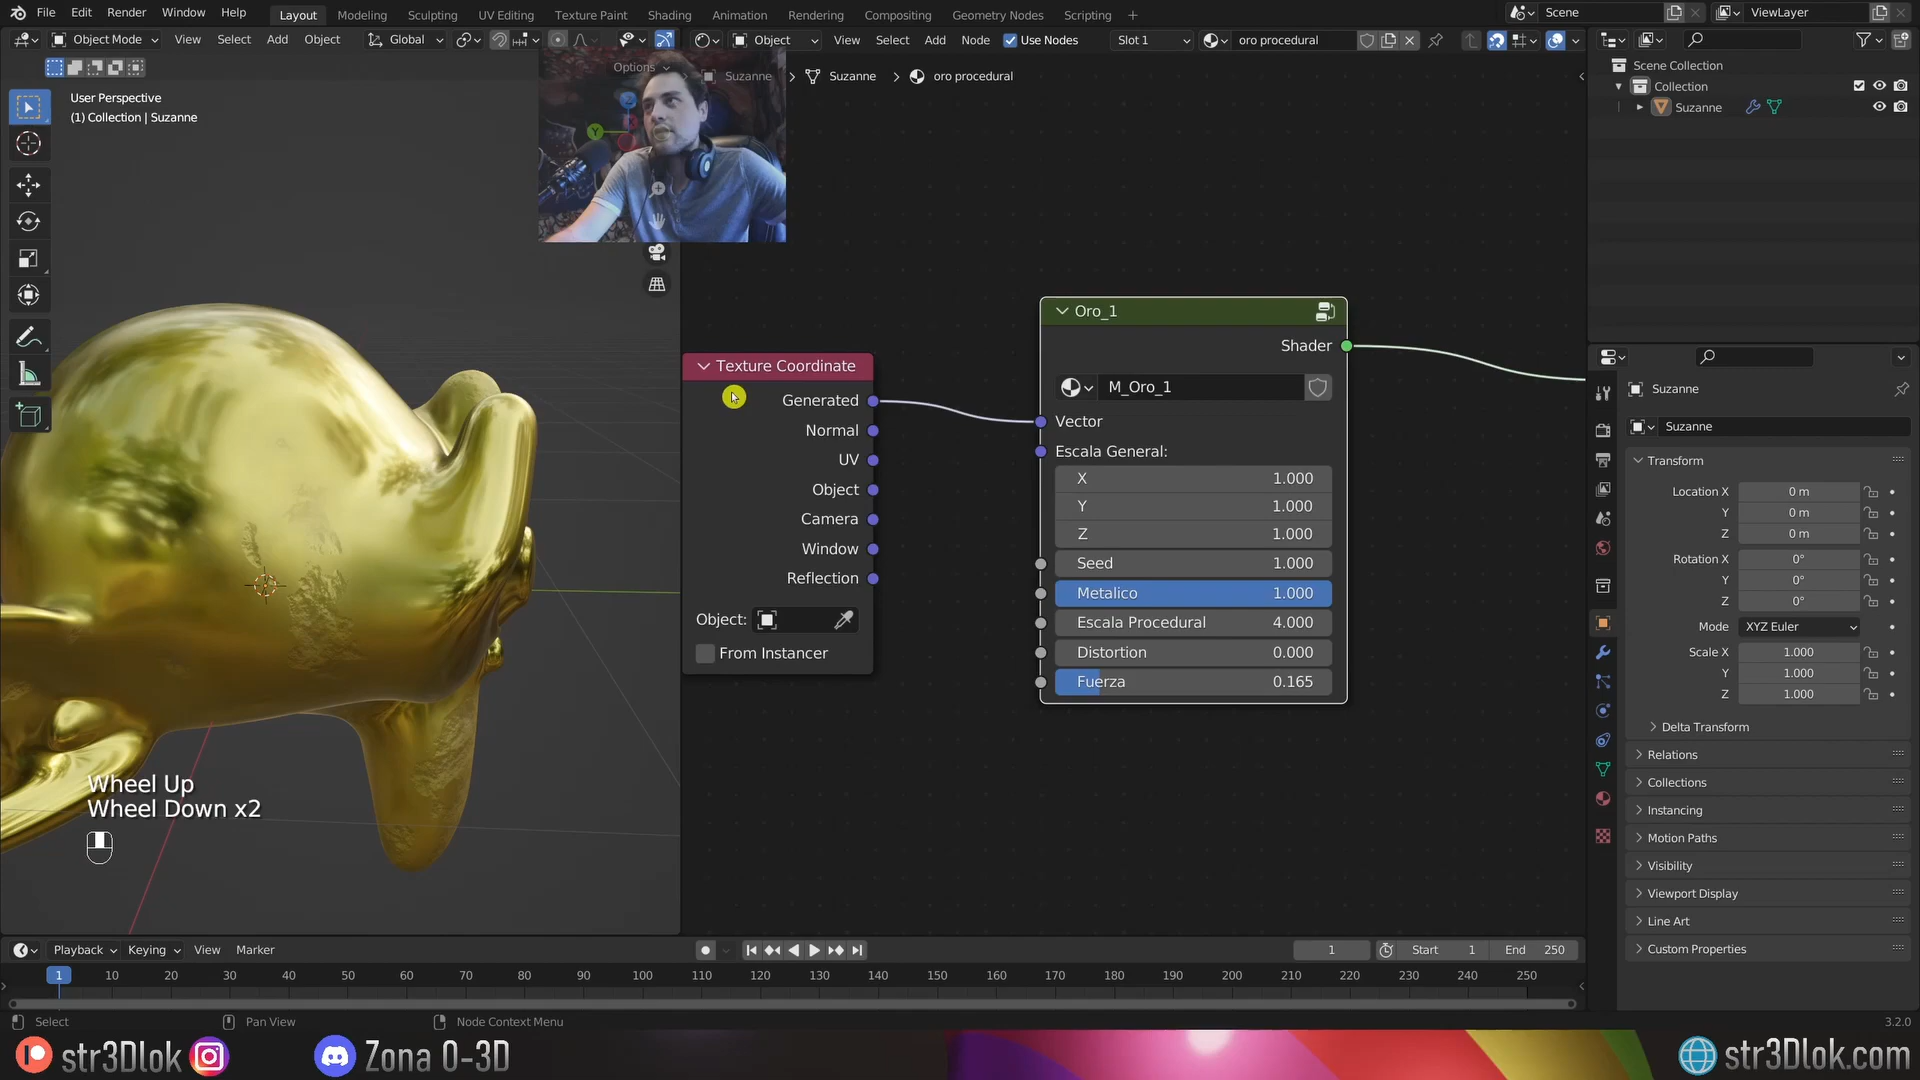 File Edit Render Window Help Layout Modeling Sculpting UV Editing Texture Paint Shading Animation Rendering Compositing Geometry Nodes Scripting + Scene ViewLayer
Object Mode View Select Add Object Global Object View Select Add Node Use Nodes Slot 1 oro procedural
Options
Suzanne > Suzanne > oro procedural
User Perspective
(1) Collection | Suzanne
Z
Y
Scene Collection
Collection
Suzanne
Texture Coordinate
Generated
Normal
UV
Object
Camera
Window
Reflection
Object:
From Instancer
Oro_1
Shader
M_Oro_1
Vector
Escala General:
X 1.000
Y 1.000
Z 1.000
Seed 1.000
Metalico 1.000
Escala Procedural 4.000
Distortion 0.000
Fuerza 0.165
Suzanne
Suzanne
Transform
Location X 0 m
Y 0 m
Z 0 m
Rotation X 0°
Y 0°
Z 0°
Mode XYZ Euler
Scale X 1.000
Y 1.000
Z 1.000
Delta Transform
Relations
Collections
Instancing
Motion Paths
Visibility
Viewport Display
Line Art
Custom Properties
Wheel Up
Wheel Down x2
Playback Keying View Marker 1 Start 1 End 250
1 10 20 30 40 50 60 70 80 90 100 110 120 130 140 150 160 170 180 190 200 210 220 230 240 250
Select Pan View Node Context Menu 3.2.0
str3Dlok Zona 0-3D str3Dlok.com